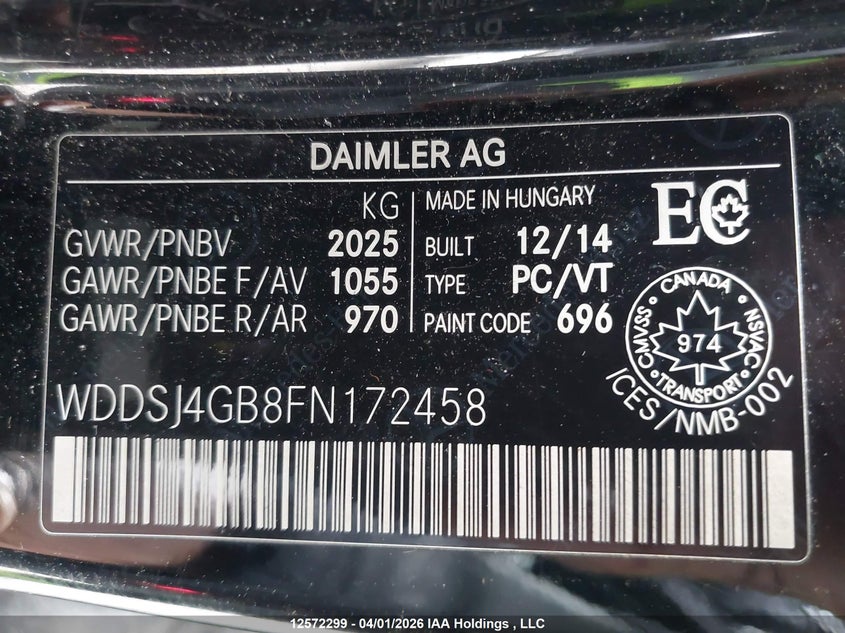 DAIMLER AG
KG
GVWR/PNBV 2025
GAWR/PNBE F/AV 1055
GAWR/PNBE R/AR 970
MADE IN HUNGARY
BUILT 12/14
TYPE PC/VT
PAINT CODE 696
EC
CANADA
CMVSS 974 NSVAC
TRANSPORT
ICES/NMB-002
WDDSJ4GB8FN172458
12572299 - 04/01/2026 IAA Holdings , LLC